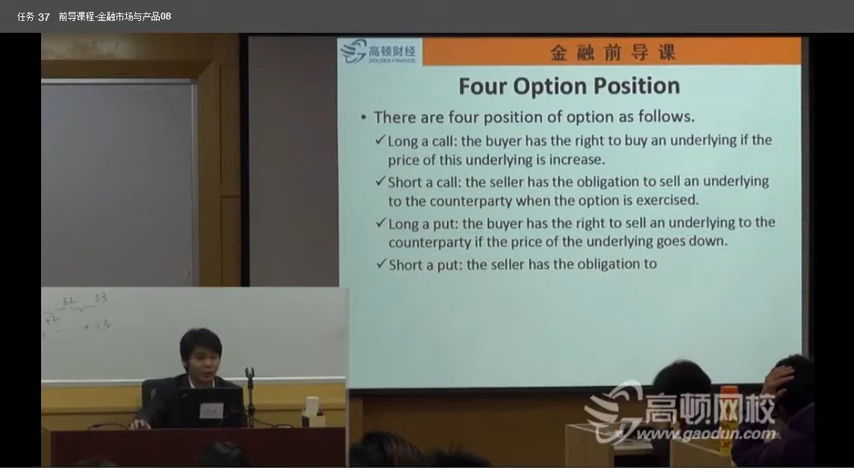 任务 37 前导课程-金融市场与产品08
高顿财经
GOLDEN FINANCE
金融前导课
Four Option Position
• There are four position of option as follows.
✓Long a call: the buyer has the right to buy an underlying if the
price of this underlying is increase.
✓Short a call: the seller has the obligation to sell an underlying
to the counterparty when the option is exercised.
✓Long a put: the buyer has the right to sell an underlying to the
counterparty if the price of the underlying goes down.
✓Short a put: the seller has the obligation to
52 53
53
高顿网校
www.gaodun.com